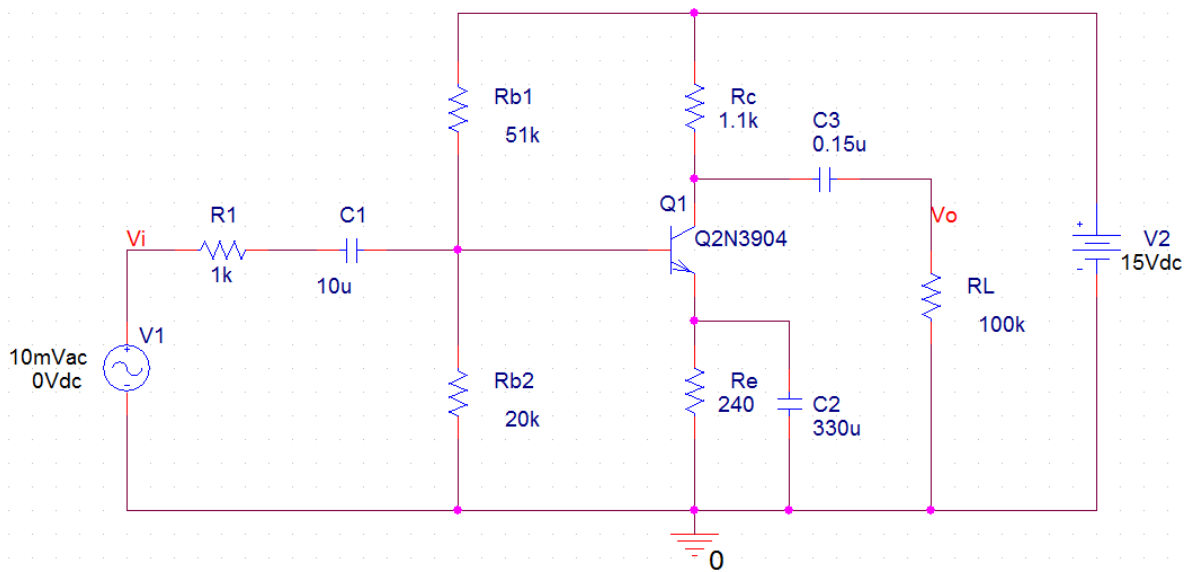 Rb1
51k
Rc
1.1k
C3
0.15u
R1
1k
C1
10u
Vi
Q1
Q2N3904
Vo
+
-
V2
15Vdc
RL
100k
V1
+
-
10mVac
0Vdc
Rb2
20k
Re
240
C2
330u
0